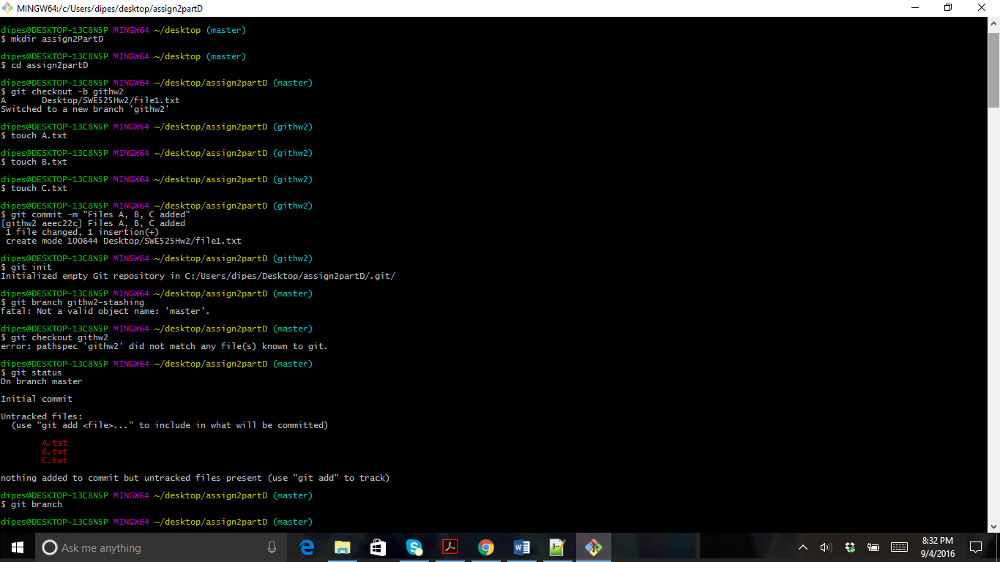 MINGW64:/c/Users/dipes/desktop/assign2partD
dipes@DESKTOP-13C8N5P MINGW64 ~/desktop (master)
$ mkdir assign2PartD
dipes@DESKTOP-13C8N5P MINGW64 ~/desktop (master)
$ cd assign2partD
dipes@DESKTOP-13C8N5P MINGW64 ~/desktop/assign2partD (master)
$ git checkout -b githw2
A       Desktop/SWE525Hw2/file1.txt
Switched to a new branch 'githw2'
dipes@DESKTOP-13C8N5P MINGW64 ~/desktop/assign2partD (githw2)
$ touch A.txt
dipes@DESKTOP-13C8N5P MINGW64 ~/desktop/assign2partD (githw2)
$ touch B.txt
dipes@DESKTOP-13C8N5P MINGW64 ~/desktop/assign2partD (githw2)
$ touch C.txt
dipes@DESKTOP-13C8N5P MINGW64 ~/desktop/assign2partD (githw2)
$ git commit -m "Files A, B, C added"
[githw2 aeec22c] Files A, B, C added
 1 file changed, 1 insertion(+)
 create mode 100644 Desktop/SWE525Hw2/file1.txt
dipes@DESKTOP-13C8N5P MINGW64 ~/desktop/assign2partD (githw2)
$ git init
Initialized empty Git repository in C:/Users/dipes/Desktop/assign2partD/.git/
dipes@DESKTOP-13C8N5P MINGW64 ~/desktop/assign2partD (master)
$ git branch githw2-stashing
fatal: Not a valid object name: 'master'.
dipes@DESKTOP-13C8N5P MINGW64 ~/desktop/assign2partD (master)
$ git checkout githw2
error: pathspec 'githw2' did not match any file(s) known to git.
dipes@DESKTOP-13C8N5P MINGW64 ~/desktop/assign2partD (master)
$ git status
On branch master
Initial commit
Untracked files:
  (use "git add <file>..." to include in what will be committed)
        A.txt
        B.txt
        C.txt
nothing added to commit but untracked files present (use "git add" to track)
dipes@DESKTOP-13C8N5P MINGW64 ~/desktop/assign2partD (master)
$ git branch
dipes@DESKTOP-13C8N5P MINGW64 ~/desktop/assign2partD (master)
Ask me anything
8:32 PM
9/4/2016